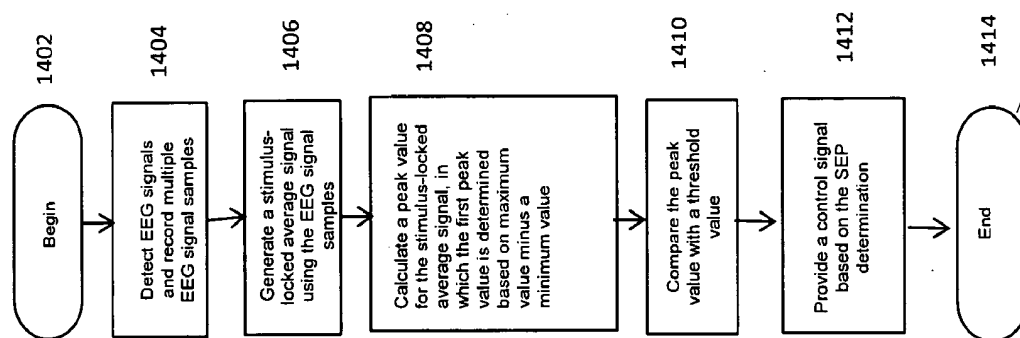 1402
Begin
1404
Detect EEG signals
and record multiple
EEG signal samples
1406
Generate a stimulus-
locked average signal
using the EEG signal
samples
1408
Calculate a peak value
for the stimulus-locked
average signal, in
which the first peak
value is determined
based on maximum
value minus a
minimum value
1410
Compare the peak
value with a threshold
value
1412
Provide a control signal
based on the SEP
determination
1414
End